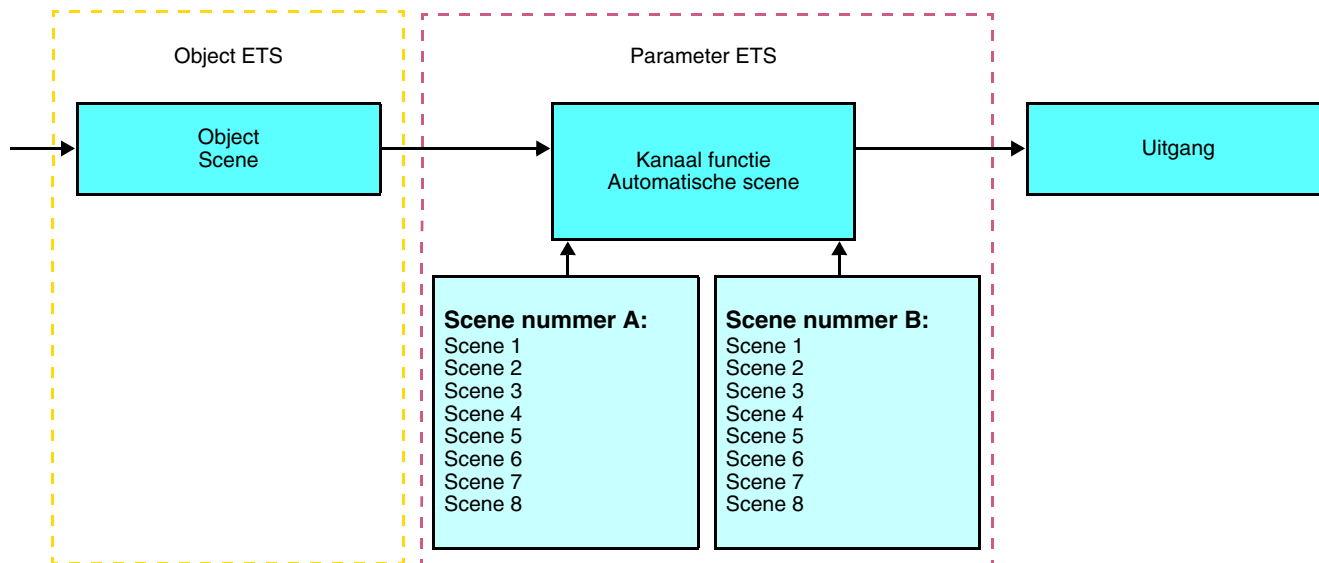 Object ETS
Parameter ETS
Object
Scene
Kanaal functie
Automatische scene
Uitgang
Scene nummer A:
Scene 1
Scene 2
Scene 3
Scene 4
Scene 5
Scene 6
Scene 7
Scene 8
Scene nummer B:
Scene 1
Scene 2
Scene 3
Scene 4
Scene 5
Scene 6
Scene 7
Scene 8